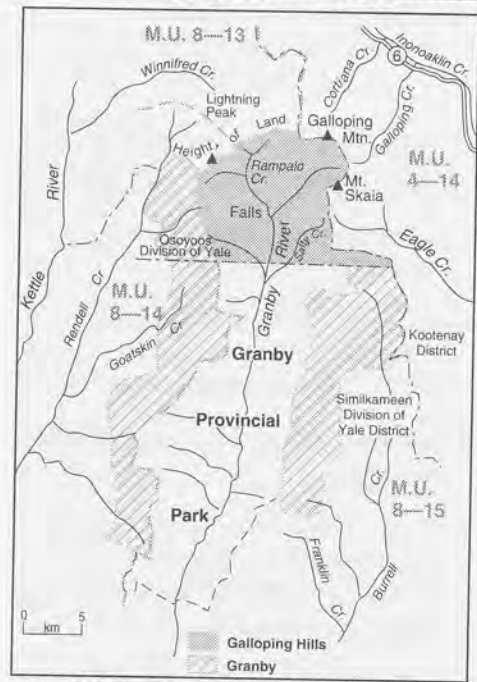 M.U. 8—13
Winnifred Cr.
Lightning
Peak
Height of Land
Cortiana Cr.
6
Inonoaklin Cr.
Galloping
Mtn.
Galloping Cr.
Rampalo
Cr.
Mt.
Skaia
M.U.
4—14
Falls
River
Kettle
River
Osoyoos
Division of Yale
Salty Cr.
Eagle Cr.
Rendell Cr
M.U.
8—14
Goatskin Cr
Granby
Granby
Kootenay
District
Provincial
Similkameen
Division of
Yale District
Park
Cr.
M.U.
8—15
Franklin
Cr.
Burrell
0
5
km
Galloping Hills
Granby